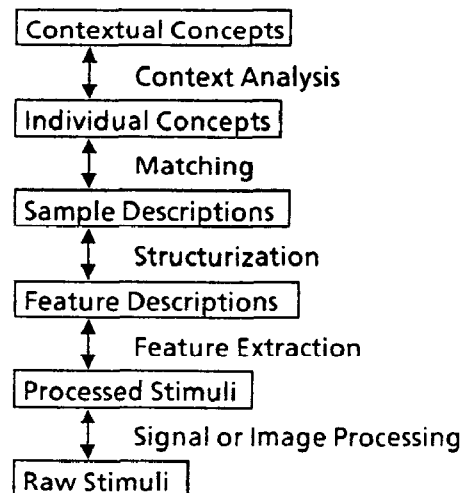 Contextual Concepts
Context Analysis
Individual Concepts
Matching
Sample Descriptions
Structurization
Feature Descriptions
Feature Extraction
Processed Stimuli
Signal or Image Processing
Raw Stimuli